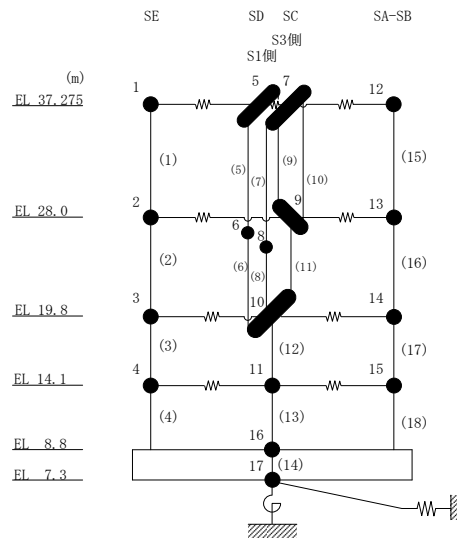 SE SD SC SA-SB
S3側
S1側
(m)
1 5 7 12
EL 37.275
(1) (5) (7) (9) (10) (15)
2 9 13
EL 28.0
6 8
(2) (6) (8) (11) (16)
3 10 14
EL 19.8
(3) (12) (17)
4 11 15
EL 14.1
(4) (13) (18)
16
EL 8.8
17 (14)
EL 7.3